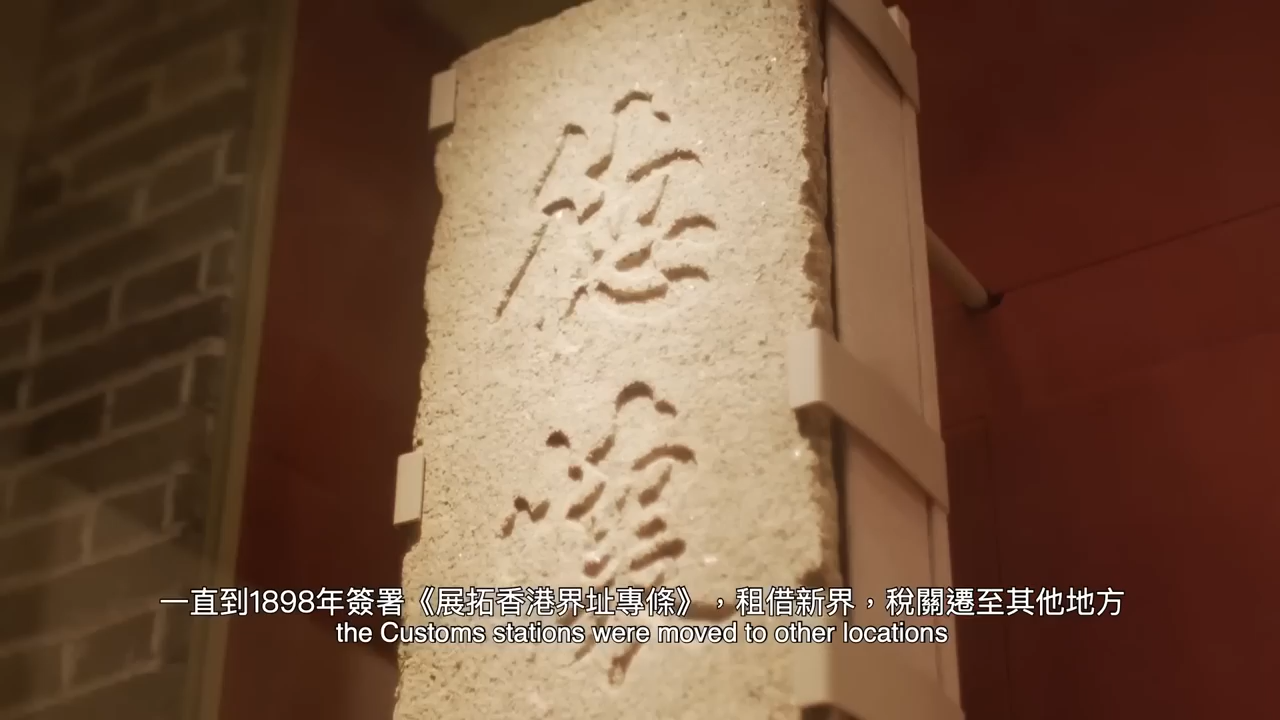 德
一直到1898年簽署《展拓香港界址專條》，租借新界，稅關遷至其他地方
the Customs stations were moved to other locations